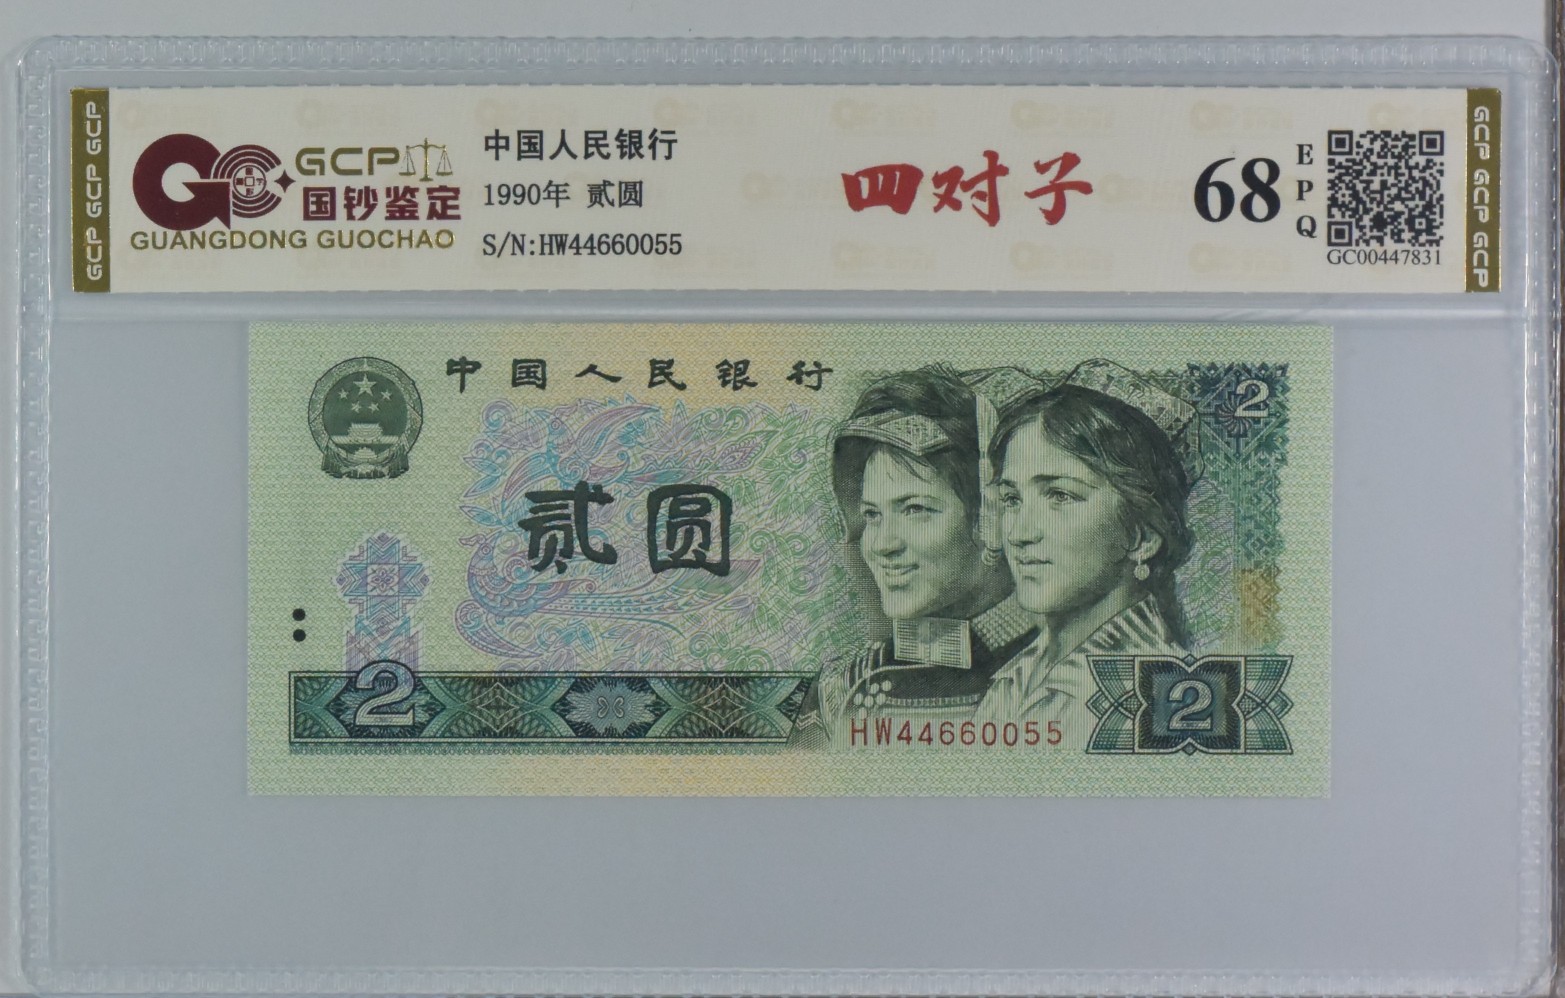 GCP GCP GCP
GCP
国钞鉴定
GUANGDONG GUOCHAO
中国人民银行
1990年 贰圆
S/N:HW44660055
四对子
68
EPQ
GC00447831
GCP GCP GCP
中国人民银行
2
贰圆
2
HW44660055
2